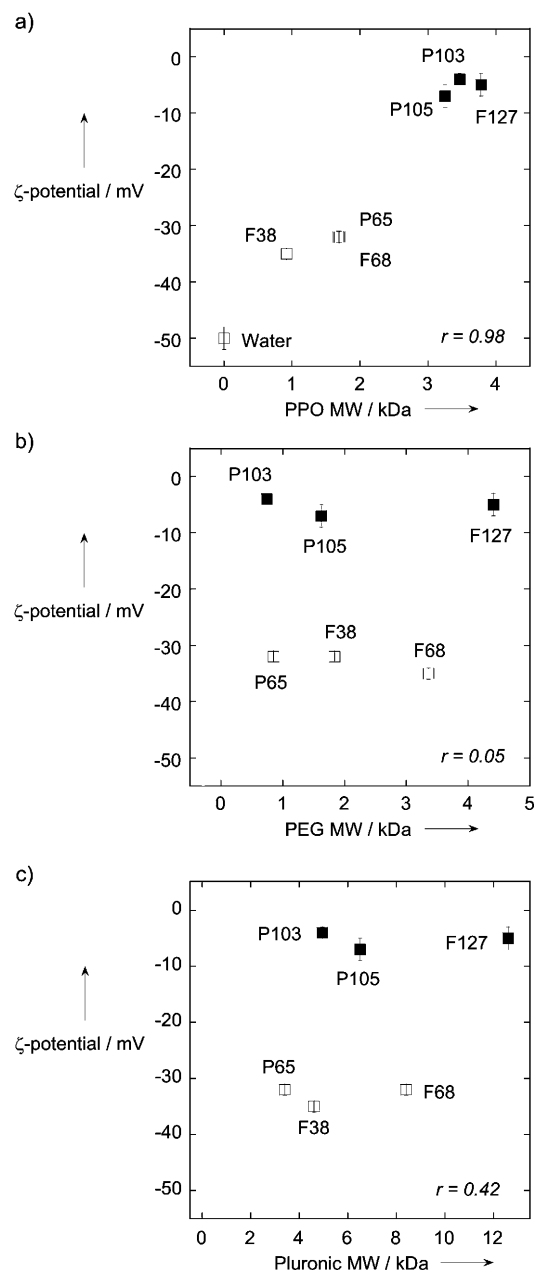 a)
0
P103
-10
P105
F127
ζ-potential / mV
-20
-30
F38
P65
F68
-40
-50
Water
r = 0.98
0 1 2 3 4
PPO MW / kDa
b)
0
P103
-10
P105
F127
ζ-potential / mV
-20
-30
P65
F38
F68
-40
-50
r = 0.05
0 1 2 3 4 5
PEG MW / kDa
c)
0
P103
-10
P105
F127
ζ-potential / mV
-20
-30
P65
F38
F68
-40
-50
r = 0.42
0 2 4 6 8 10 12
Pluronic MW / kDa